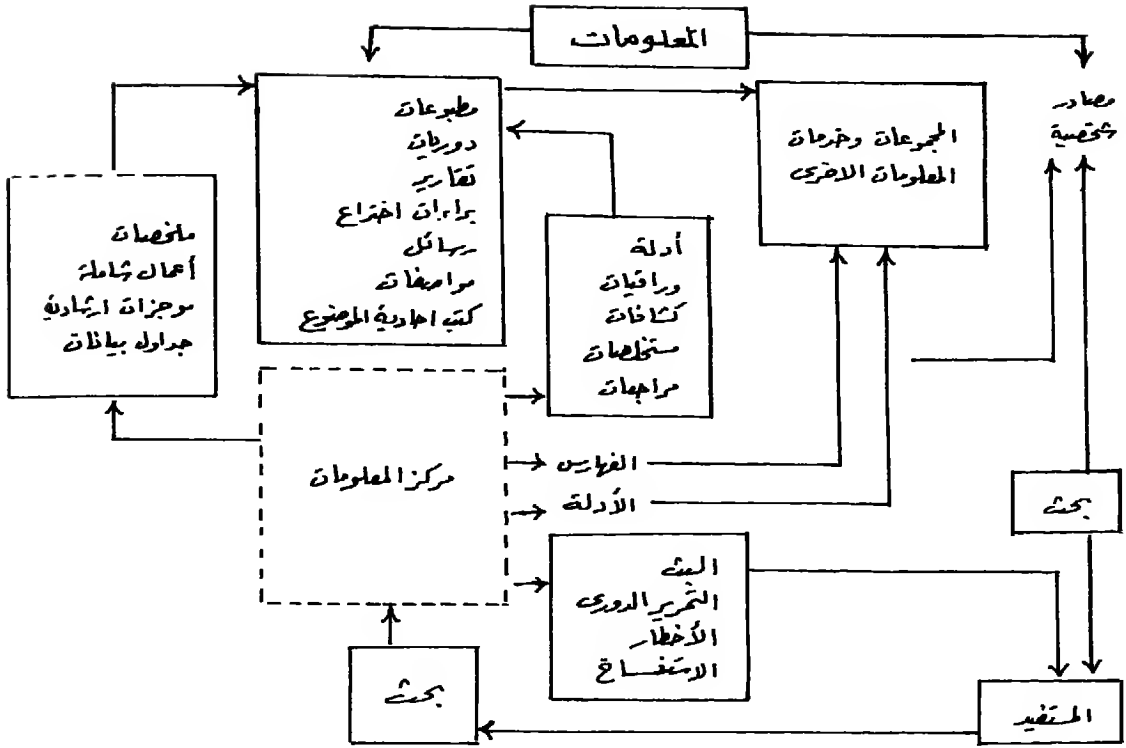 المعلومات
مصادر
شخصية
مطبوعات
دوريات
تقارير
براءات اختراع
رسائل
مواصفات
كتب احادية الموضوع
المجموعات وخدمات
المعلومات الاخرى
ملخصات
أعمال شاملة
موجزات ارشادية
جداول بيانات
أدلة
وراقيات
كشافات
مستخلصات
مراجعات
مركز المعلومات
الفهارس
الأدلة
بحث
البث
التمرير الدورى
الأخطار
الاستنساخ
بحث
المستفيد